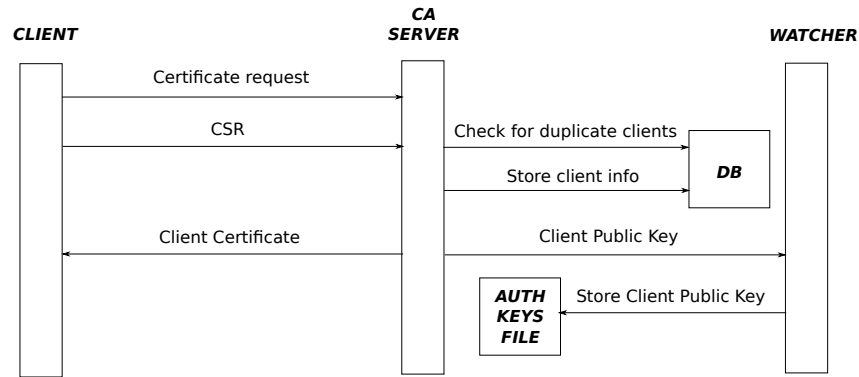 CLIENT
CA
SERVER
WATCHER
Certificate request
CSR
Check for duplicate clients
DB
Store client info
Client Certificate
Client Public Key
AUTH
KEYS
FILE
Store Client Public Key